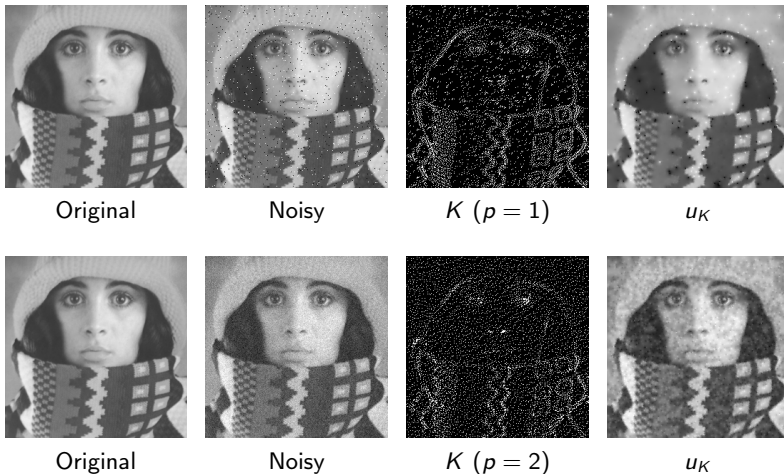 Original Noisy K (p = 1) u_K
Original Noisy K (p = 2) u_K